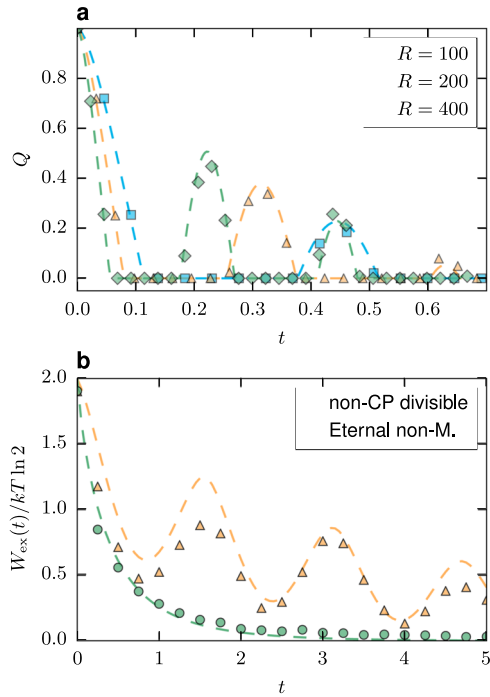 a
R = 100
R = 200
R = 400
0.8
0.6
0.4
0.2
0.0
Q
0.0 0.1 0.2 0.3 0.4 0.5 0.6
t
b
non-CP divisible
Eternal non-M.
2.0
1.5
1.0
0.5
0.0
W_ex(t)/kT ln 2
0 1 2 3 4 5
t